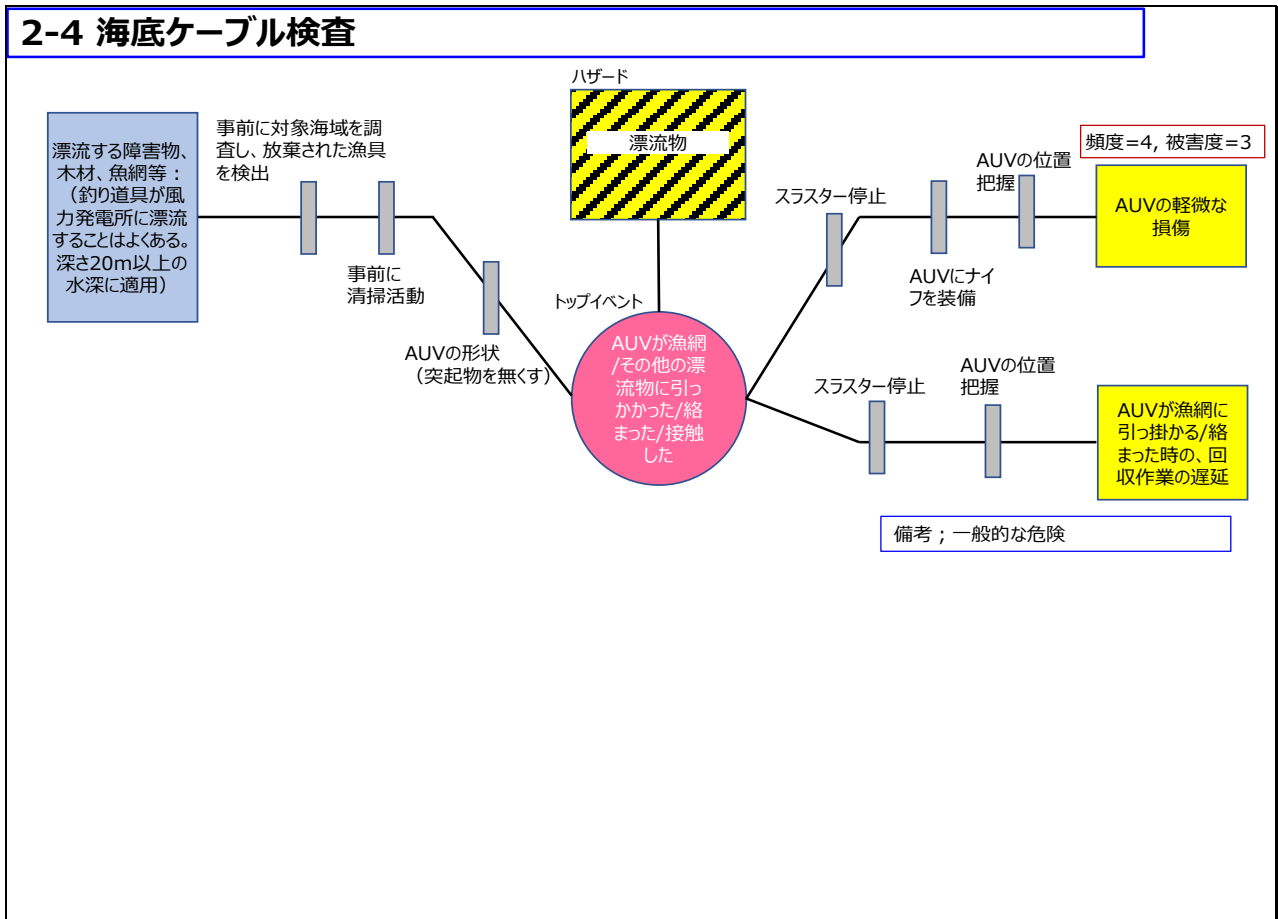 2-4 海底ケーブル検査
ハザード
漂流物
漂流する障害物、
木材、魚網等：
（釣り道具が風
力発電所に漂流
することはよくある。
深さ20m以上の
水深に適用）
事前に対象海域を調
査し、放棄された漁具
を検出
事前に
清掃活動
AUVの形状
（突起物を無くす）
トップイベント
AUVが漁網
/その他の漂
流物に引っ
かかった/絡
まった/接触
した
スラスター停止
AUVにナイ
フを装備
AUVの位置
把握
頻度=4, 被害度=3
AUVの軽微な
損傷
スラスター停止
AUVの位置
把握
AUVが漁網に
引っ掛かる/絡
まった時の、回
収作業の遅延
備考；一般的な危険